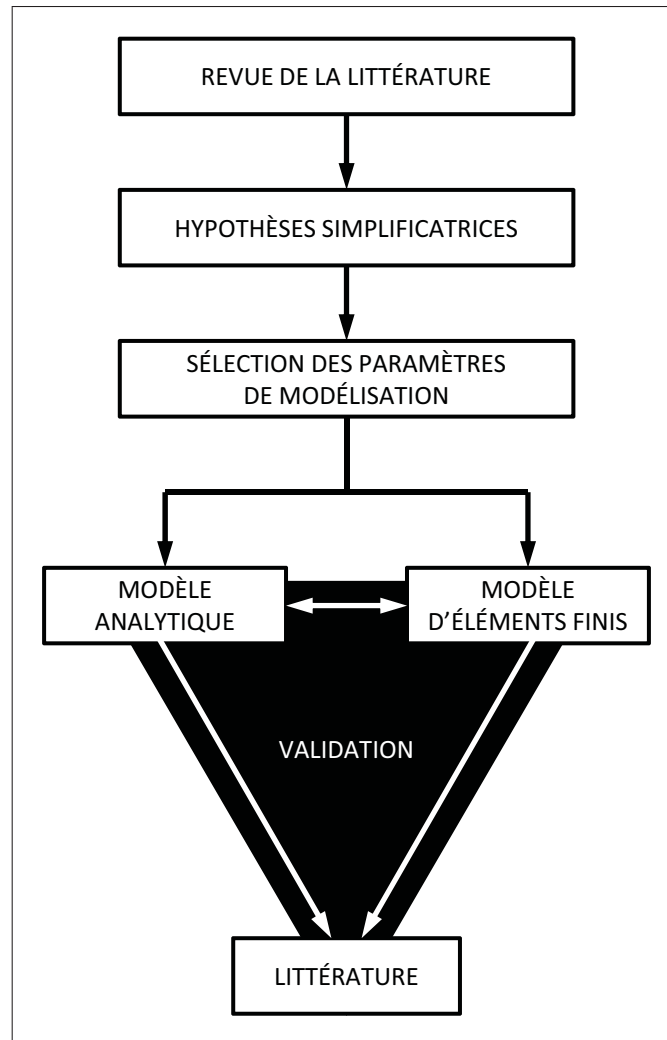 REVUE DE LA LITTÉRATURE
HYPOTHÈSES SIMPLIFICATRICES
SÉLECTION DES PARAMÈTRES
DE MODÉLISATION
MODÈLE
ANALYTIQUE
MODÈLE
D'ÉLÉMENTS FINIS
VALIDATION
LITTÉRATURE